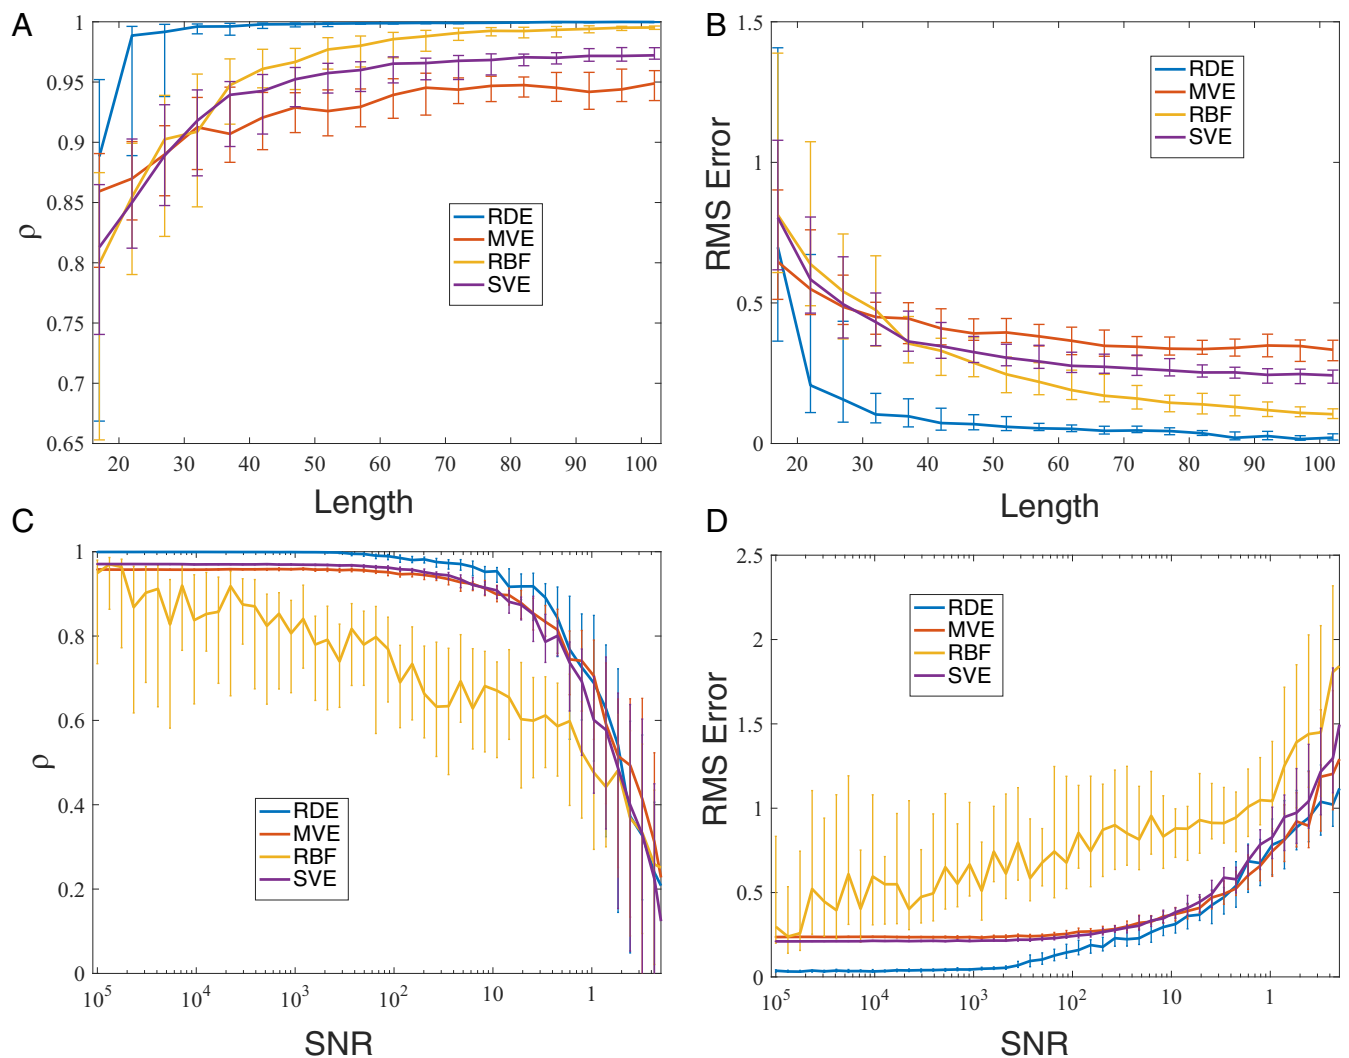 A
1
0.95
0.9
0.85
0.8
0.75
0.7
0.65
ρ
20 30 40 50 60 70 80 90 100
Length
RDE
MVE
RBF
SVE
B
1.5
1
0.5
0
RMS Error
20 30 40 50 60 70 80 90 100
Length
RDE
MVE
RBF
SVE
C
1
0.8
0.6
0.4
0.2
0
ρ
10⁵ 10⁴ 10³ 10² 10 1
SNR
RDE
MVE
RBF
SVE
D
2.5
2
1.5
1
0.5
0
RMS Error
10⁵ 10⁴ 10³ 10² 10 1
SNR
RDE
MVE
RBF
SVE